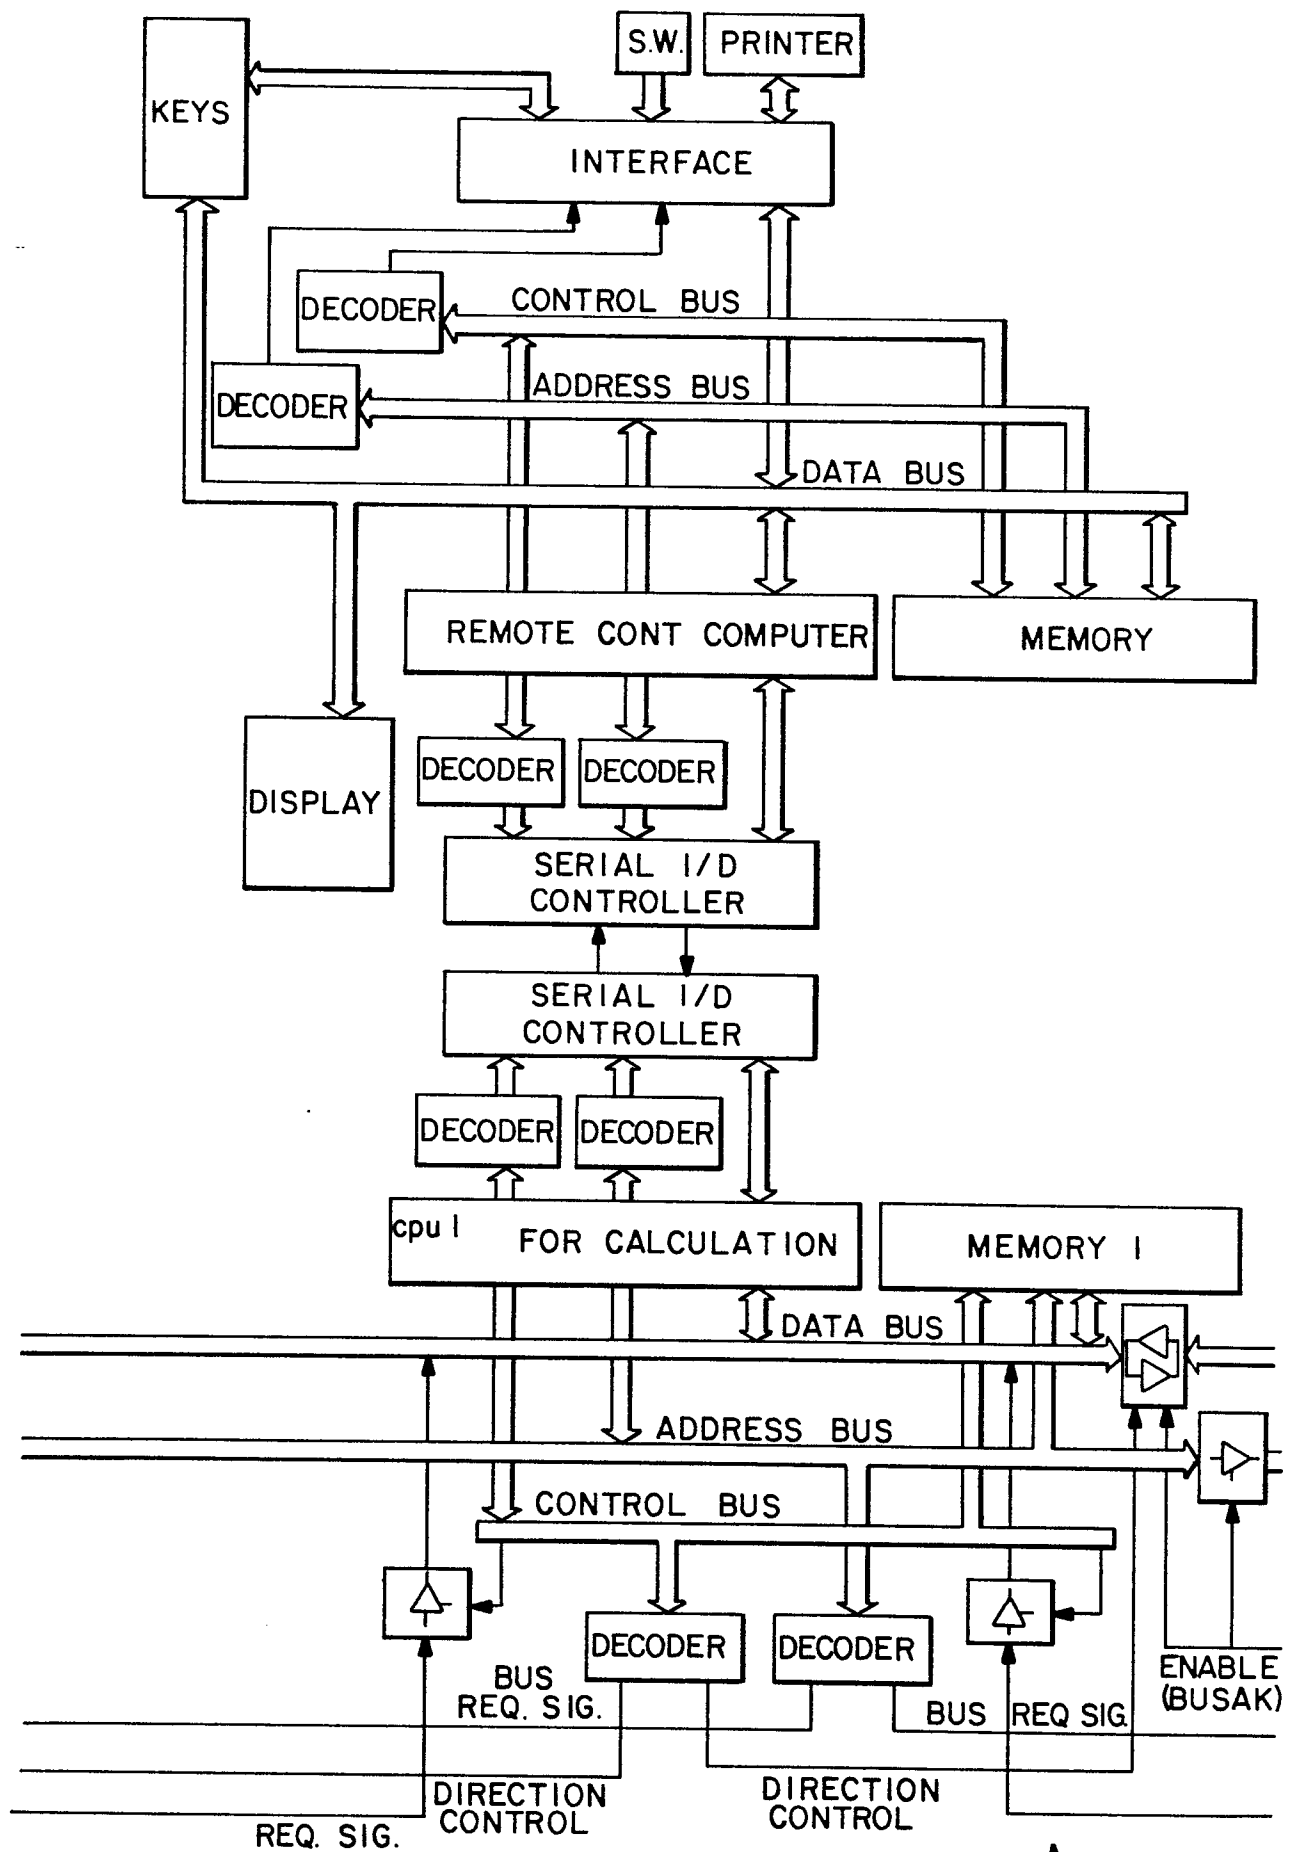 S.W.
PRINTER
KEYS
INTERFACE
DECODER
CONTROL BUS
DECODER
ADDRESS BUS
DATA BUS
REMOTE CONT COMPUTER
MEMORY
DECODER
DECODER
DISPLAY
SERIAL I/D
CONTROLLER
SERIAL I/D
CONTROLLER
DECODER
DECODER
cpu 1
FOR CALCULATION
MEMORY 1
DATA BUS
ADDRESS BUS
CONTROL BUS
DECODER
DECODER
BUS
REQ. SIG.
BUS REQ SIG.
ENABLE
(BUSAK)
DIRECTION
CONTROL
DIRECTION
CONTROL
REQ. SIG.